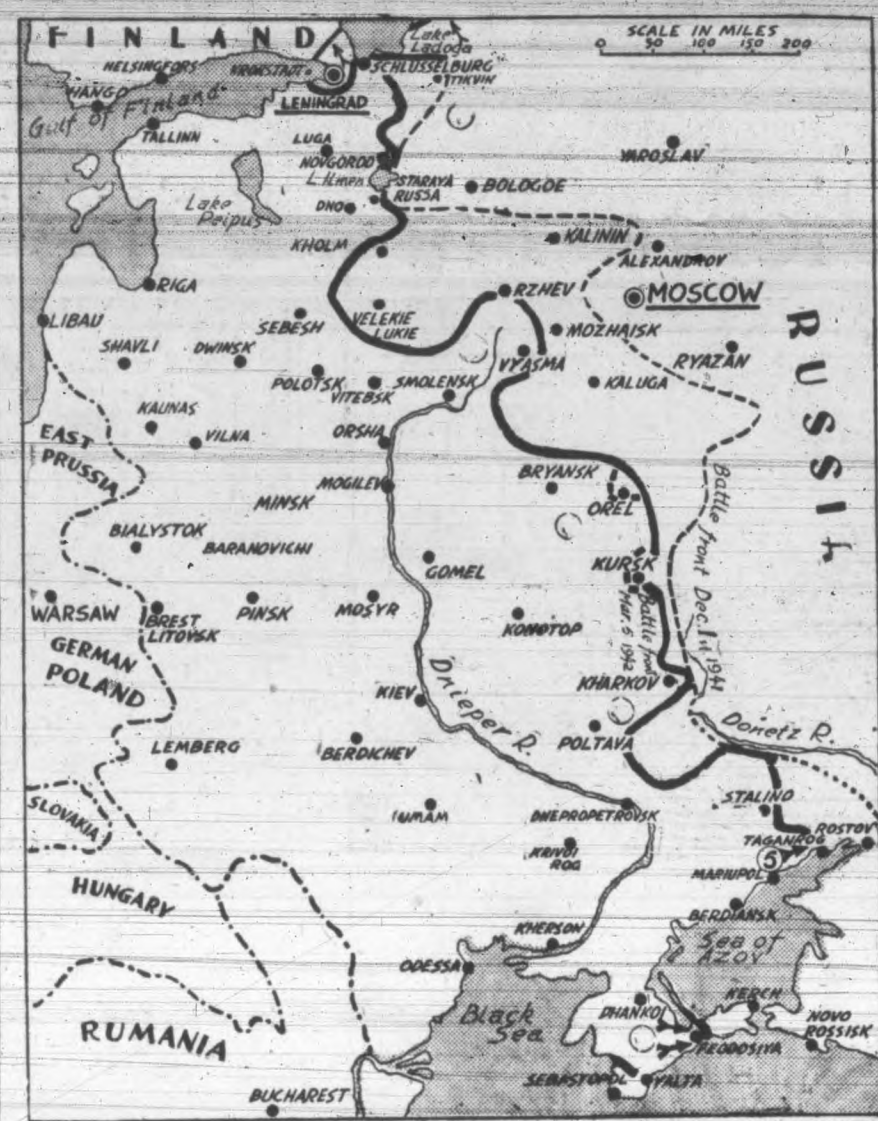 FINLAND
Lake
Ladoga
SCALE IN MILES
0 50 100 200
HELSINGFORS
KRONSTADT
SCHLUSSELBURG
TIKVIN
HANGO
LENINGRAD
Gulf of Finland
TALLINN
LUGA
NOVGOROD
L. Ilmen
YAROSLAV
STARAYA
RUSSA
BOLOGOE
Lake
Peipus
DNO
KHOLM
KALININ
ALEXANDROV
RIGA
RZHEV
MOSCOW
LIBAU
SEBESH
VELEKIE
LUKIE
MOZHAISK
RUSSIA
SHAVLI
DWINSK
VYASMA
RYAZAN
POLOTSK
VITEBSK
SMOLENSK
KALUGA
KAUNAS
VILNA
ORSHA
EAST
PRUSSIA
BRYANSK
MOGILEV
MINSK
OREL
Battle front Dec. 1st 1941
BIALYSTOK
BARANOVICHI
GOMEL
KURSK
WARSAW
BREST
LITOVSK
PINSK
MOSYR
KONOTOP
Battle front
Mar. 5 1942
GERMAN
POLAND
KIEV
Dnieper R.
KHARKOV
LEMBERG
BERDICHEV
POLTAVA
Donetz R.
SLOVAKIA
UMAM
DNEPROPETROVSK
STALINO
TAGANROG
ROSTOV
KRIVOI
ROG
5
MARIUPOL
HUNGARY
BERDIANSK
KHERSON
Sea of
AZOV
ODESSA
RUMANIA
Black
Sea
DHANKOI
KERCH
NOVO
ROSSISK
FEODOSIYA
SEBASTOPOL
YALTA
BUCHAREST